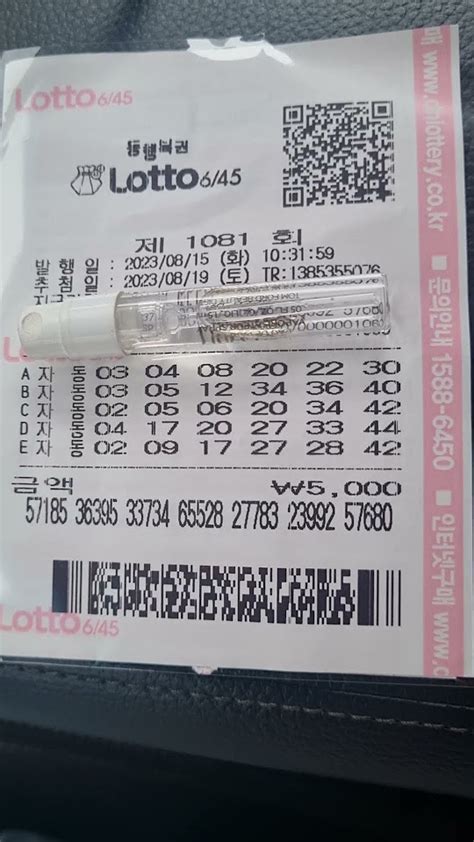 Lotto 6/45
동행복권
Lotto 6/45
제 1081 회
발 행 일 : 2023/08/15 (화) 10:31:59
추 첨 일 : 2023/08/19 (토) TR:1385355076
A 자 동 03 04 08 20 22 30
B 자 동 03 05 12 34 36 40
C 자 동 02 05 06 20 34 42
D 자 동 04 17 20 27 33 44
E 자 동 02 09 17 27 28 42
금 액 ₩₩5,000
57185 36395 33734 65528 27783 23992 57680
Lotto 6/45
매 www.dhlottery.co.kr ■ 문의안내 1588-6450 ■ 인터넷구매 www.